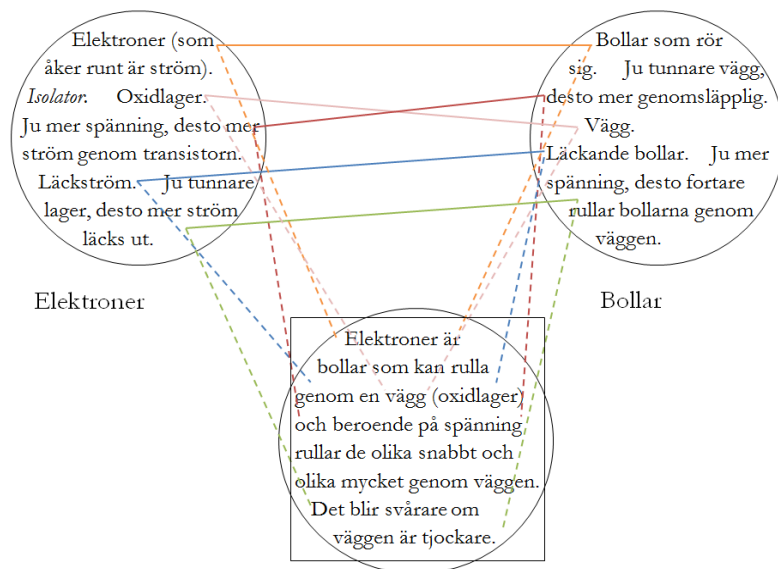 Elektroner (som
åker runt är ström).
Isolator. Oxidlager.
Ju mer spänning, desto mer
ström genom transistorn.
Läckström. Ju tunnare
lager, desto mer ström
läcks ut.
Elektroner
Bollar som rör
sig. Ju tunnare vägg,
desto mer genomsläpplig.
Vägg.
Läckande bollar. Ju mer
spänning, desto fortare
rullar bollarna genom
väggen.
Bollar
Elektroner är
bollar som kan rulla
genom en vägg (oxidlager)
och beroende på spänning
rullar de olika snabbt och
olika mycket genom väggen.
Det blir svårare om
väggen är tjockare.